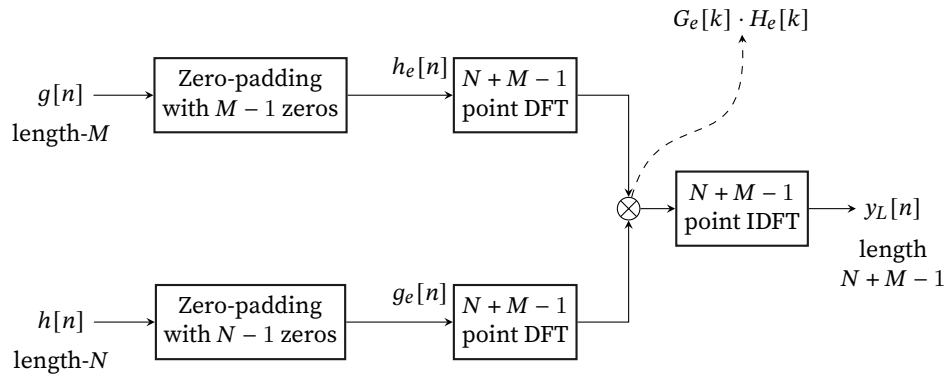 G_e[k] · H_e[k]
g[n]
length-M
Zero-padding
with M − 1 zeros
h_e[n]
N + M − 1
point DFT
N + M − 1
point IDFT
y_L[n]
length
N + M − 1
h[n]
length-N
Zero-padding
with N − 1 zeros
g_e[n]
N + M − 1
point DFT